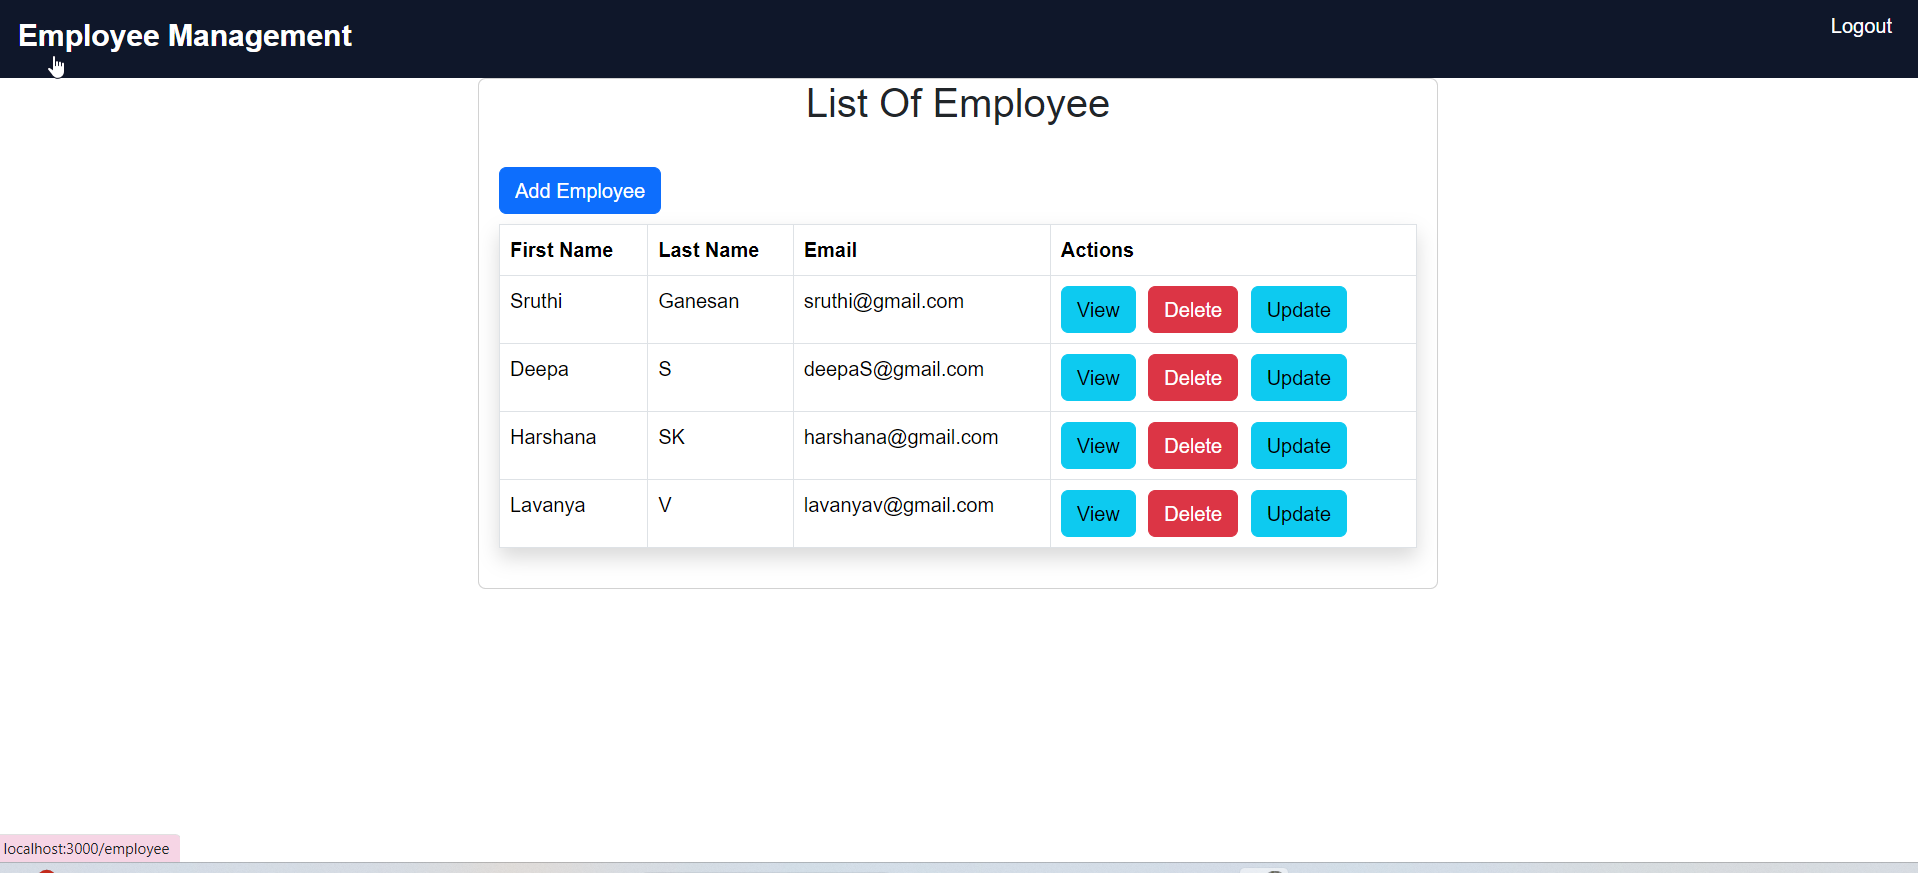 Employee Management
Logout
List Of Employee
Add Employee
First Name Last Name Email Actions
Sruthi Ganesan sruthi@gmail.com View Delete Update
Deepa S deepaS@gmail.com View Delete Update
Harshana SK harshana@gmail.com View Delete Update
Lavanya V lavanyav@gmail.com View Delete Update
localhost:3000/employee